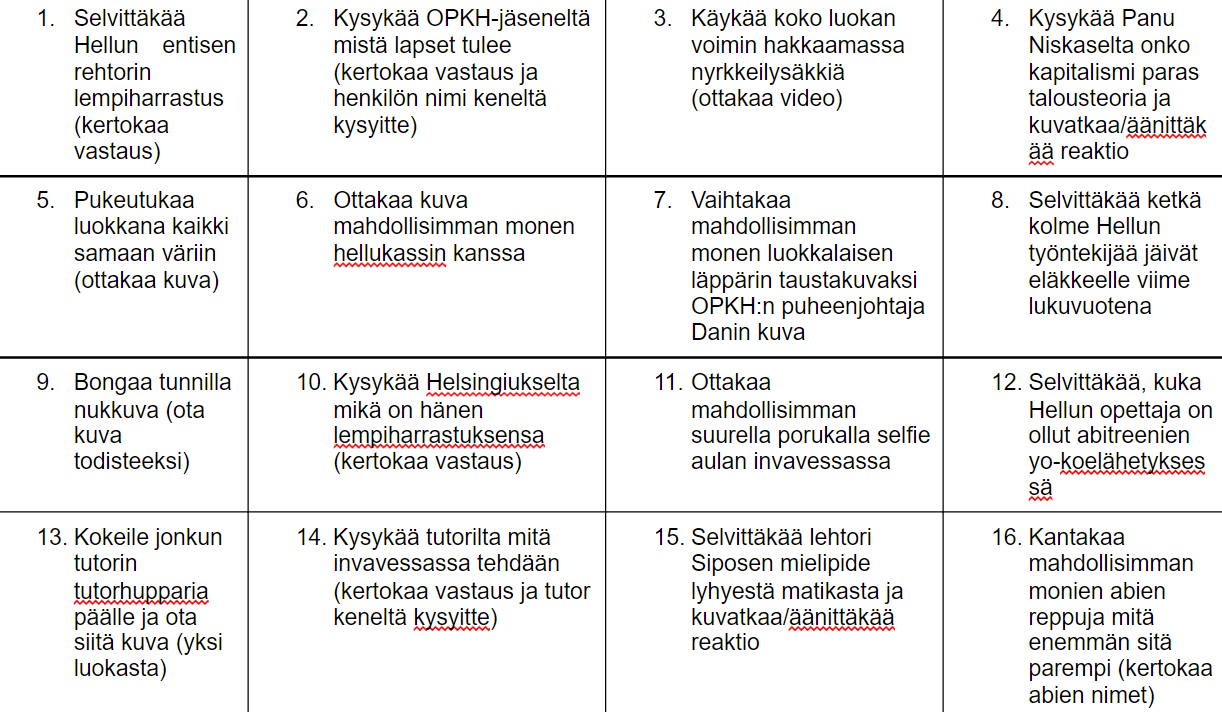 1. Selvittäkää
Hellun entisen
rehtorin
lempiharrastus
(kertokaa
vastaus)
2. Kysykää OPKH-jäseneltä
mistä lapset tulee
(kertokaa vastaus ja
henkilön nimi keneltä
kysyitte)
3. Käykää koko luokan
voimin hakkaamassa
nyrkkeilysäkkiä
(ottakaa video)
4. Kysykää Panu
Niskaselta onko
kapitalismi paras
talousteoria ja
kuvatkaa/äänittäk
ää reaktio
5. Pukeutukaa
luokkana kaikki
samaan väriin
(ottakaa kuva)
6. Ottakaa kuva
mahdollisimman monen
hellukassin kanssa
7. Vaihtakaa
mahdollisimman
monen luokkalaisen
läppärin taustakuvaksi
OPKH:n puheenjohtaja
Danin kuva
8. Selvittäkää ketkä
kolme Hellun
työntekijää jäivät
eläkkeelle viime
lukuvuotena
9. Bongaa tunnilla
nukkuva (ota
kuva
todisteeksi)
10. Kysykää Helsingiukselta
mikä on hänen
lempiharrastuksensa
(kertokaa vastaus)
11. Ottakaa
mahdollisimman
suurella porukalla selfie
aulan invavessassa
12. Selvittäkää, kuka
Hellun opettaja on
ollut abitreenien
yo-koelähetykses
sä
13. Kokeile jonkun
tutorin
tutorhupparia
päälle ja ota
siitä kuva (yksi
luokasta)
14. Kysykää tutorilta mitä
invavessassa tehdään
(kertokaa vastaus ja tutor
keneltä kysyitte)
15. Selvittäkää lehtori
Siposen mielipide
lyhyestä matikasta ja
kuvatkaa/äänittäkää
reaktio
16. Kantakaa
mahdollisimman
monien abien
reppuja mitä
enemmän sitä
parempi (kertokaa
abien nimet)